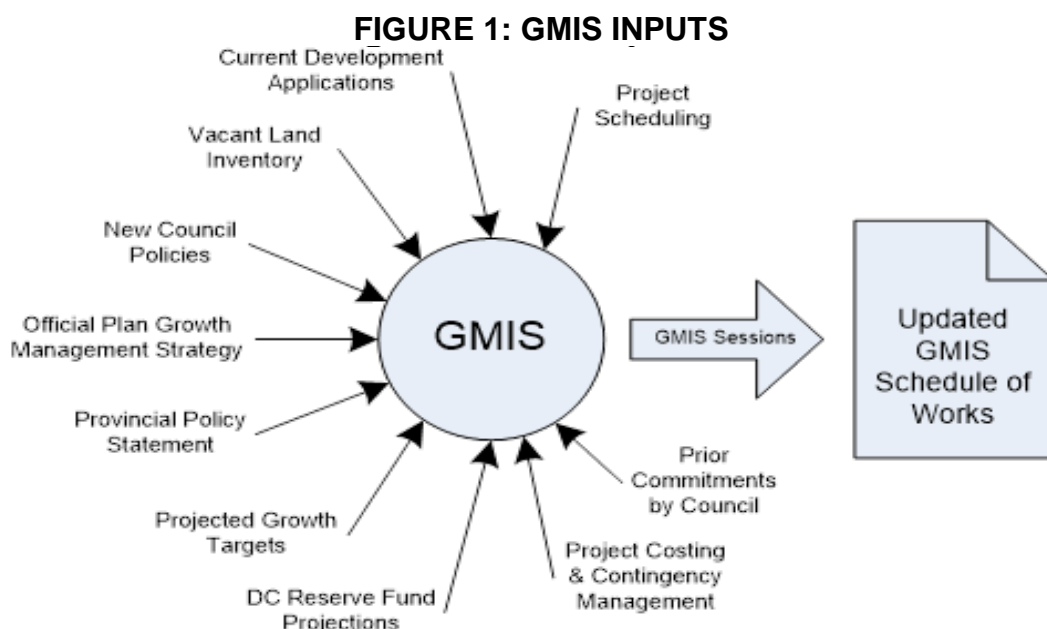 FIGURE 1: GMIS INPUTS
Current Development
Applications
Project
Scheduling
Vacant Land
Inventory
New Council
Policies
Official Plan Growth
Management Strategy
GMIS
GMIS Sessions
Updated
GMIS
Schedule of
Works
Provincial Policy
Statement
Prior
Commitments
by Council
Projected Growth
Targets
Project Costing
& Contingency
Management
DC Reserve Fund
Projections